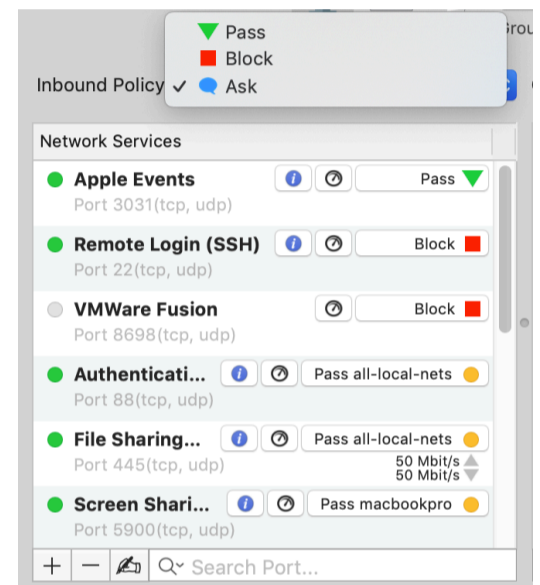 Pass
Block
Inbound Policy ✓ Ask
Network Services
Apple Events Pass
Port 3031(tcp, udp)
Remote Login (SSH) Block
Port 22(tcp, udp)
VMWare Fusion Block
Port 8698(tcp, udp)
Authenticati... Pass all-local-nets
Port 88(tcp, udp)
File Sharing... Pass all-local-nets
Port 445(tcp, udp) 50 Mbit/s
50 Mbit/s
Screen Shari... Pass macbookpro
Port 5900(tcp, udp)
Search Port...